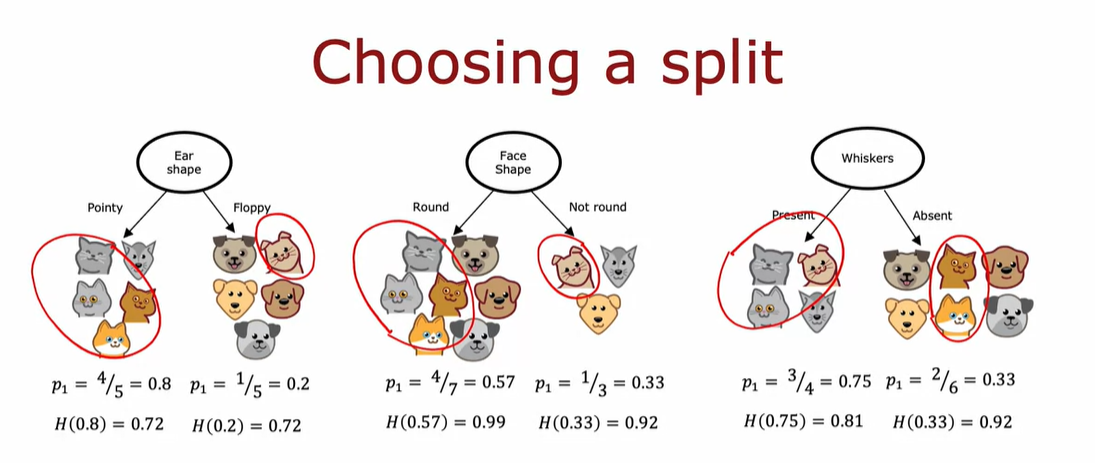 Choosing a split
Ear
shape
Pointy
Floppy
p₁ = 4/5 = 0.8
p₁ = 1/5 = 0.2
H(0.8) = 0.72
H(0.2) = 0.72
Face
Shape
Round
Not round
p₁ = 4/7 = 0.57
p₁ = 1/3 = 0.33
H(0.57) = 0.99
H(0.33) = 0.92
Whiskers
Present
Absent
p₁ = 3/4 = 0.75
p₁ = 2/6 = 0.33
H(0.75) = 0.81
H(0.33) = 0.92